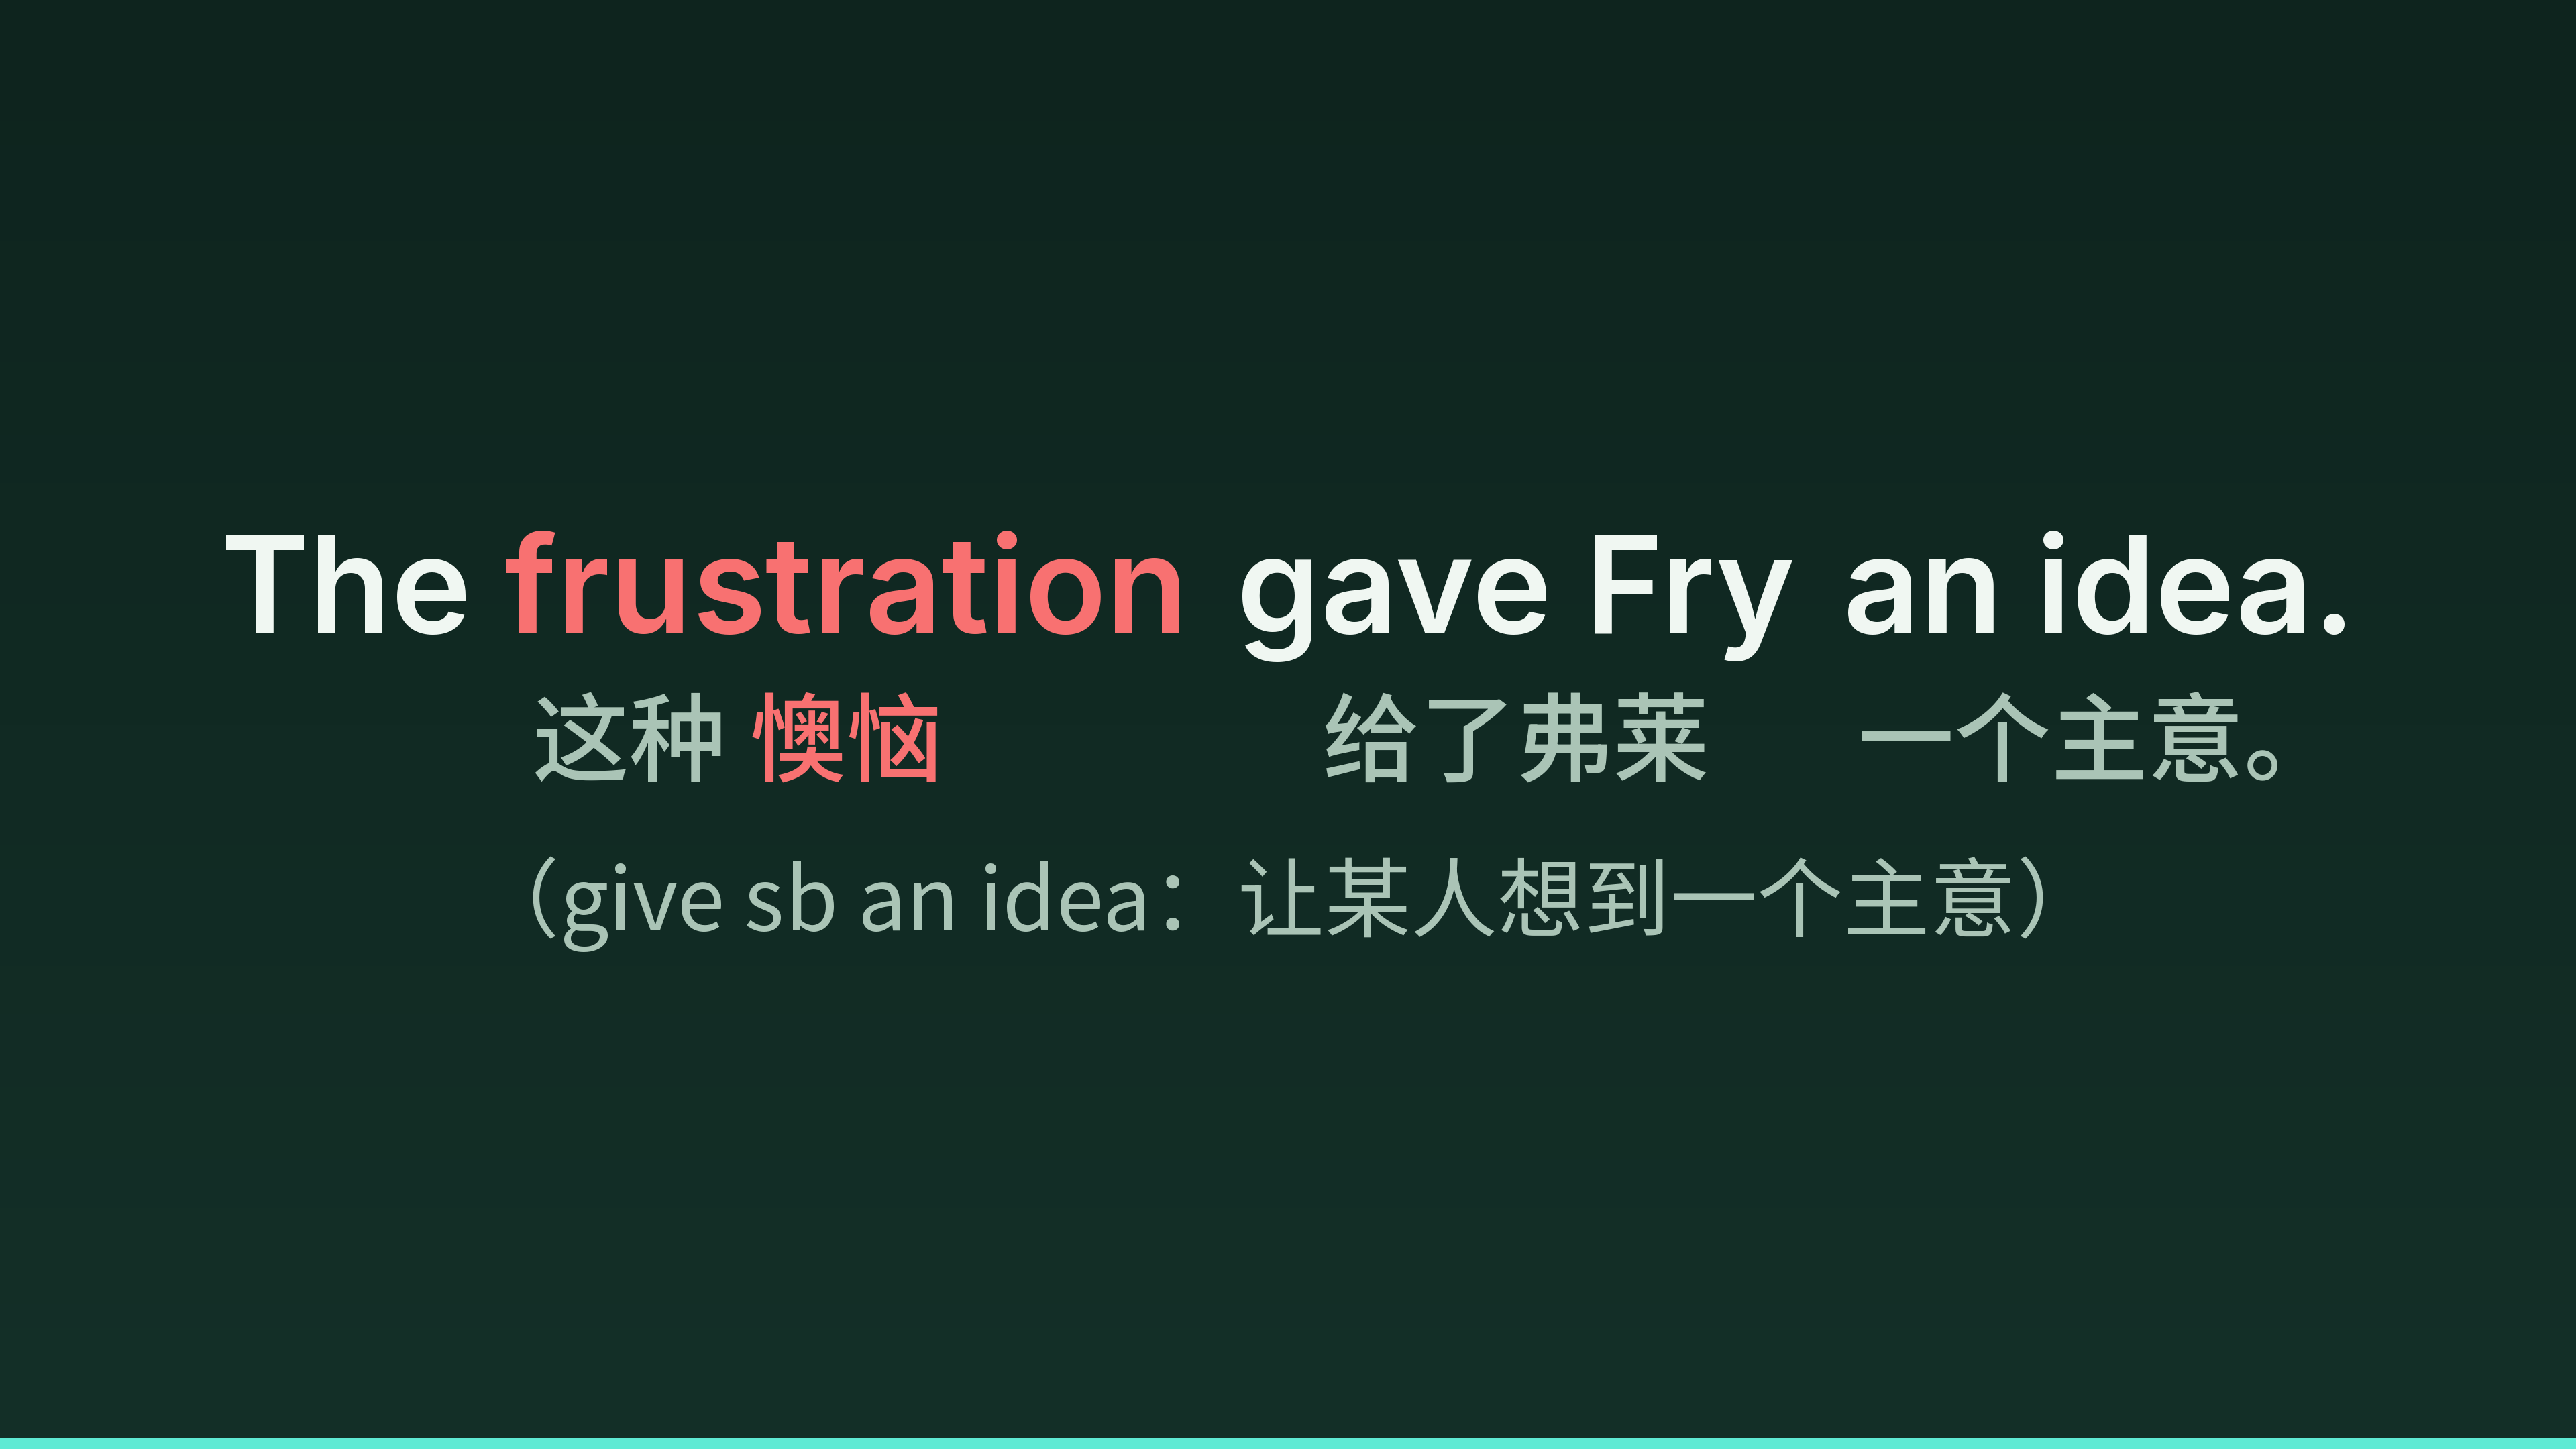 The frustration gave Fry an idea.
这种 懊恼 给了弗莱 一个主意。
（give sb an idea：让某人想到一个主意）